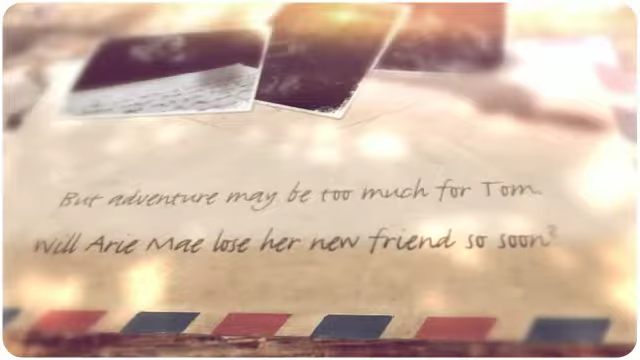 But adventure may be too much for Tom.
Will Arie Mae lose her new friend so soon?